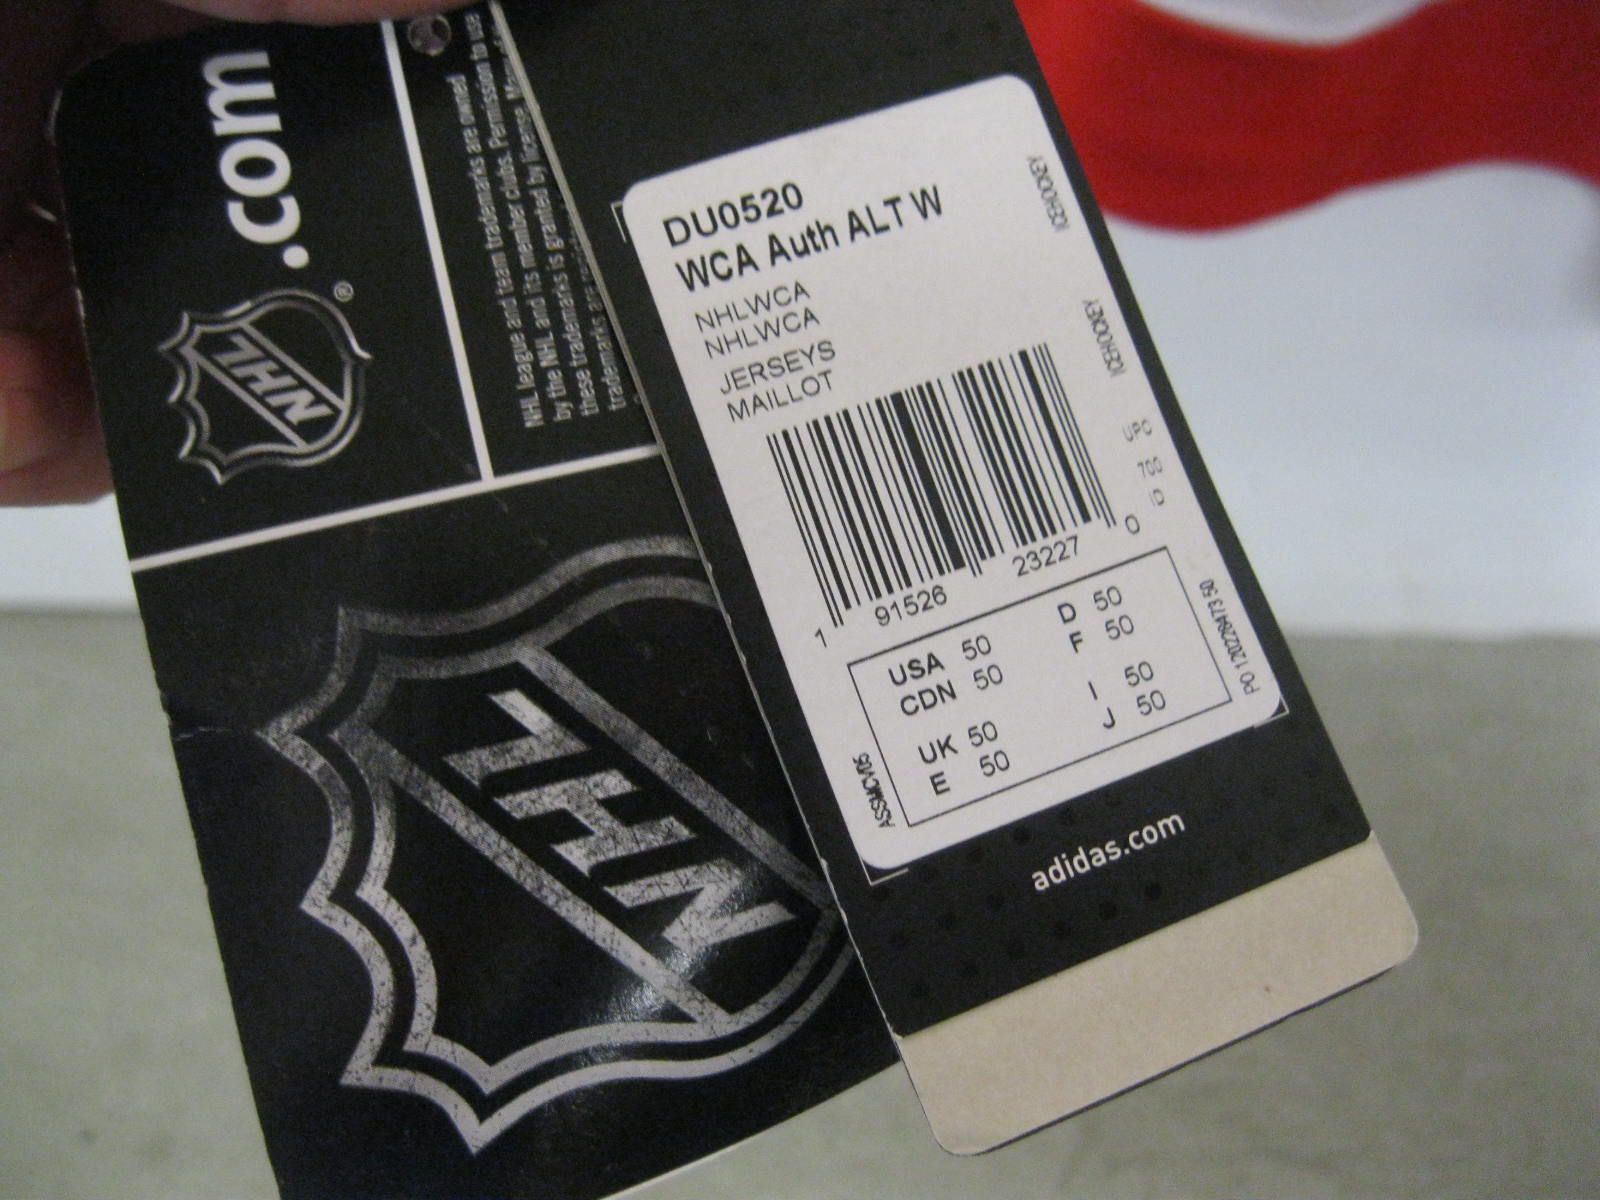 .com
NHL
®
NHL league and team trademarks are owned
by the NHL and its member clubs. Permission to use
these trademarks is granted by license.
trademarks are
NHL
DU0520
WCA Auth ALT W
NHLWCA
NHLWCA
JERSEYS
MAILLOT
ICEHOCKEY
ICEHOCKEY
UPC
700
1 91526 23227 0
USA 50 D 50
CDN 50 F 50
UK 50 I 50
E 50 J 50
adidas.com